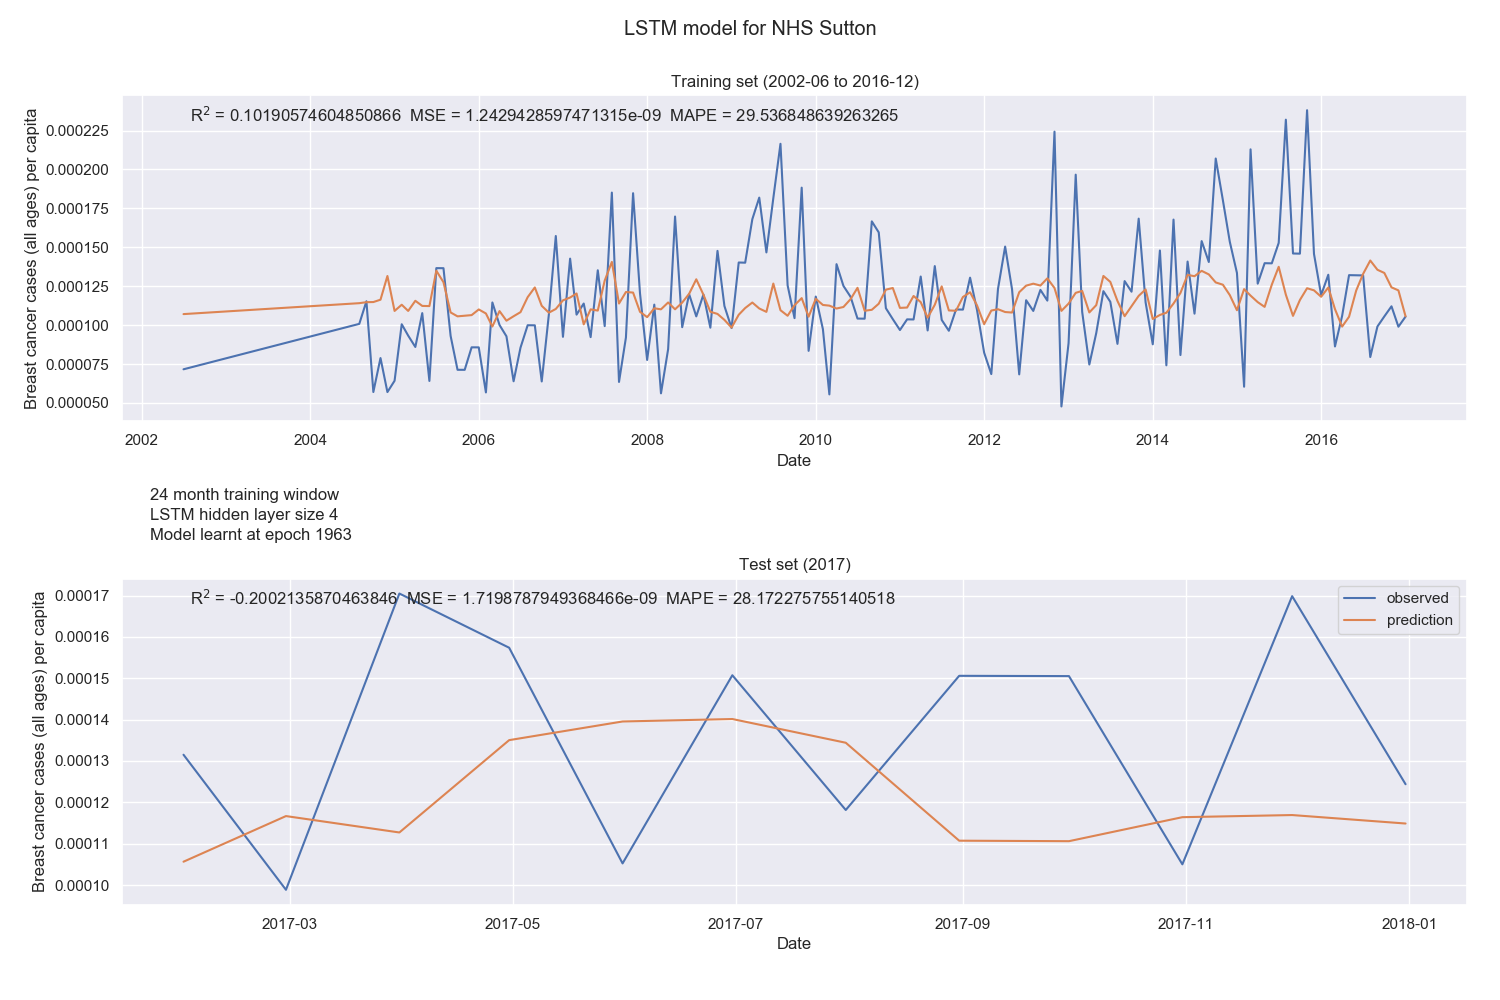 LSTM model for NHS Sutton
Training set (2002-06 to 2016-12)
R² = 0.10190574604850866 MSE = 1.2429428597471315e-09 MAPE = 29.536848639263265
Breast cancer cases (all ages) per capita
0.000225
0.000200
0.000175
0.000150
0.000125
0.000100
0.000075
0.000050
2002 2004 2006 2008 2010 2012 2014 2016
Date
24 month training window
LSTM hidden layer size 4
Model learnt at epoch 1963
Test set (2017)
R² = -0.2002135870463846 MSE = 1.7198787949368466e-09 MAPE = 28.172275755140518
observed
prediction
Breast cancer cases (all ages) per capita
0.00017
0.00016
0.00015
0.00014
0.00013
0.00012
0.00011
0.00010
2017-03 2017-05 2017-07 2017-09 2017-11 2018-01
Date